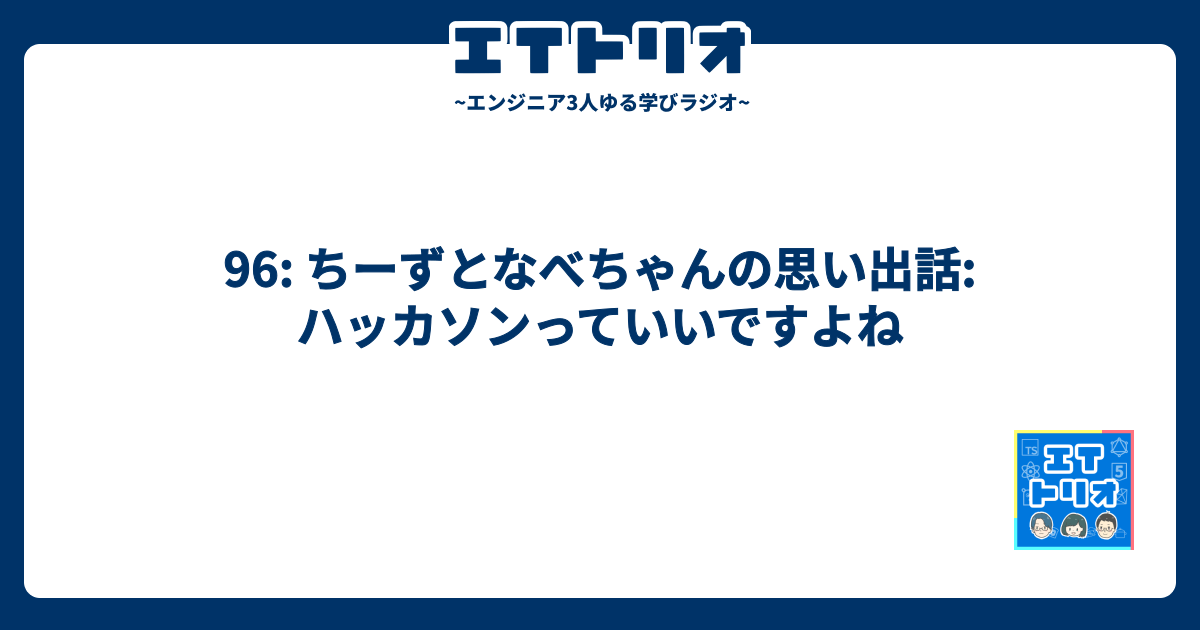 エイトリオ
~エンジニア3人ゆる学びラジオ~
96: ちーずとなべちゃんの思い出話:
ハッカソンっていいですよね
TS
エイ
5
トリオ